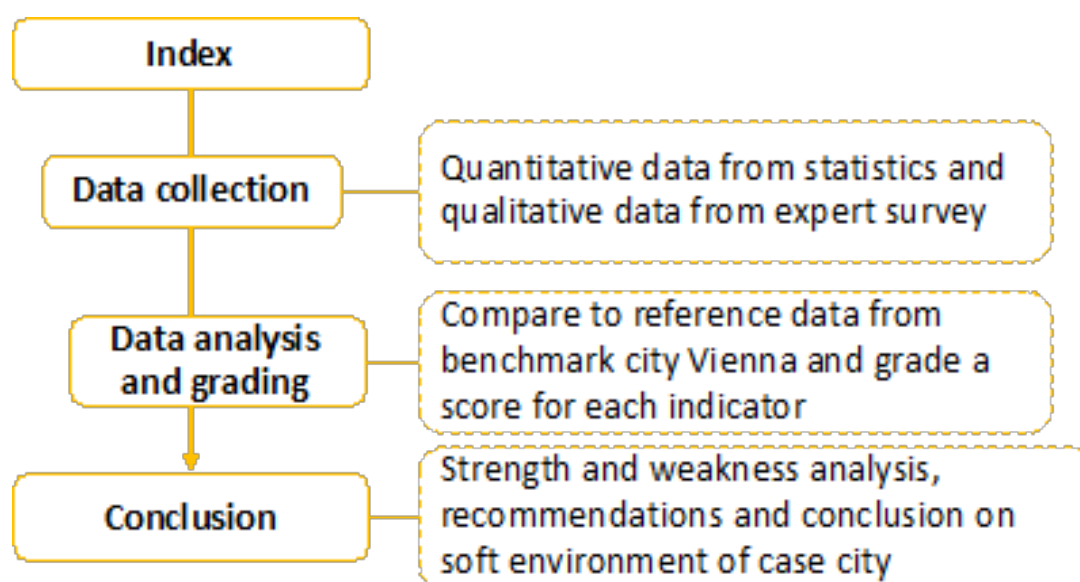 Index
Data collection
Quantitative data from statistics and
qualitative data from expert survey
Data analysis
and grading
Compare to reference data from
benchmark city Vienna and grade a
score for each indicator
Conclusion
Strength and weakness analysis,
recommendations and conclusion on
soft environment of case city